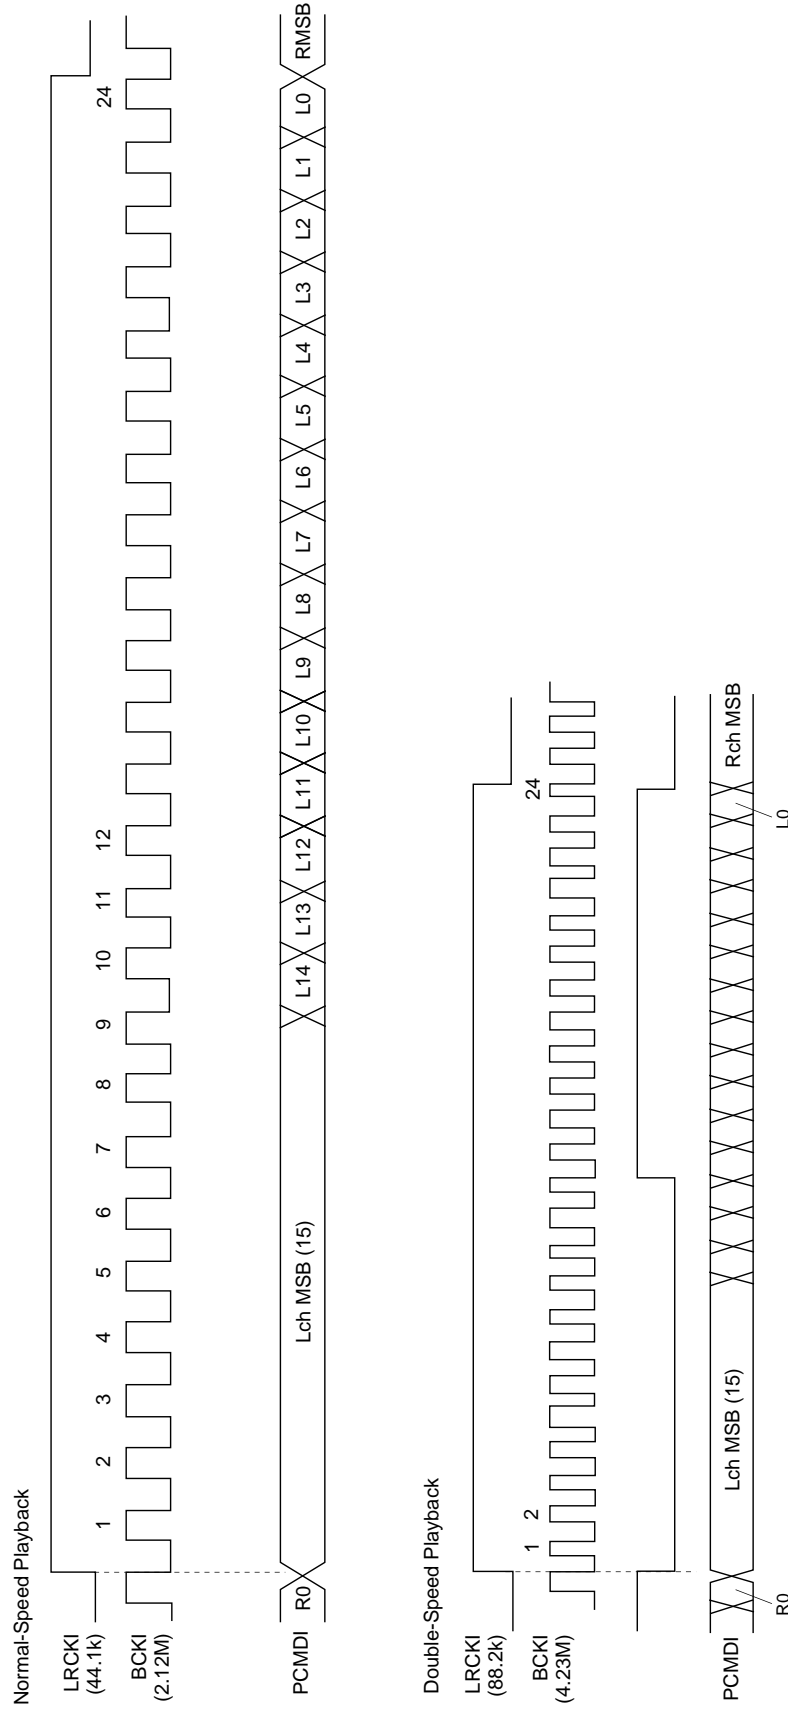 Normal-Speed Playback
LRCKI
(44.1k)
1 2 3 4 5 6 7 8 9 10 11 12 24
BCKI
(2.12M)
PCMDI R0 Lch MSB (15) L14 L13 L12 L11 L10 L9 L8 L7 L6 L5 L4 L3 L2 L1 L0 RMSB
Double-Speed Playback
LRCKI
(88.2k)
1 2 24
BCKI
(4.23M)
PCMDI Lch MSB (15) Rch MSB
R0 L0